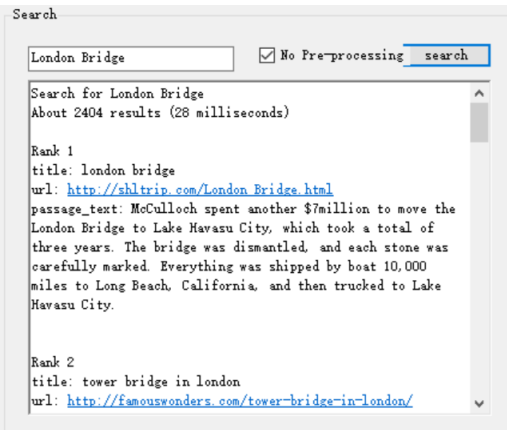 Search
London Bridge
No Pre-processing
search
Search for London Bridge
About 2404 results (28 milliseconds)
Rank 1
title: london bridge
url: http://shltrip.com/London Bridge.html
passage_text: McCulloch spent another $7million to move the
London Bridge to Lake Havasu City, which took a total of
three years. The bridge was dismantled, and each stone was
carefully marked. Everything was shipped by boat 10,000
miles to Long Beach, California, and then trucked to Lake
Havasu City.
Rank 2
title: tower bridge in london
url: http://famouswonders.com/tower-bridge-in-london/